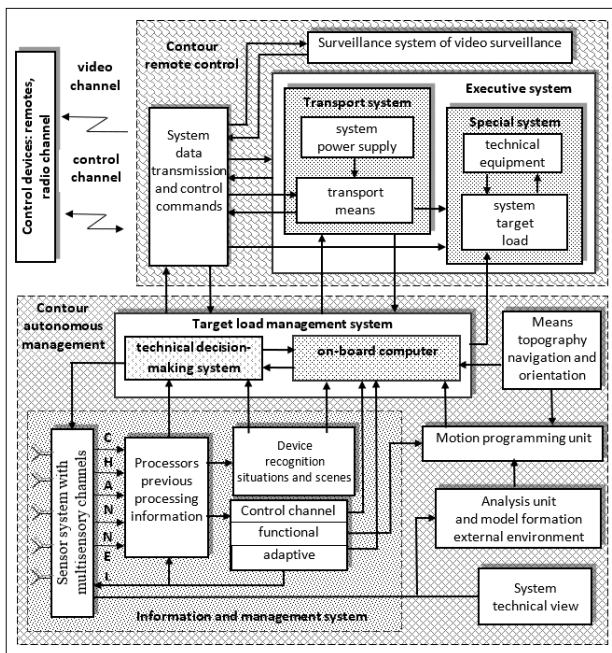 Control devices: remotes,
radio channel
video
channel
control
channel
Contour
remote control
Surveillance system of video surveillance
System
data
transmission
and control
commands
Executive system
Transport system
system
power supply
transport
means
Special system
technical
equipment
system
target
load
Contour
autonomous
management
Target load management system
technical decision-
making system
on-board computer
Means
topography
navigation and
orientation
Sensor system with
multisensory channels
C
H
A
N
N
E
L
Processors
previous
processing
information
Device
recognition
situations and scenes
Control channel
functional
adaptive
Motion programming unit
Analysis unit
and model formation
external environment
System
technical view
Information and management system